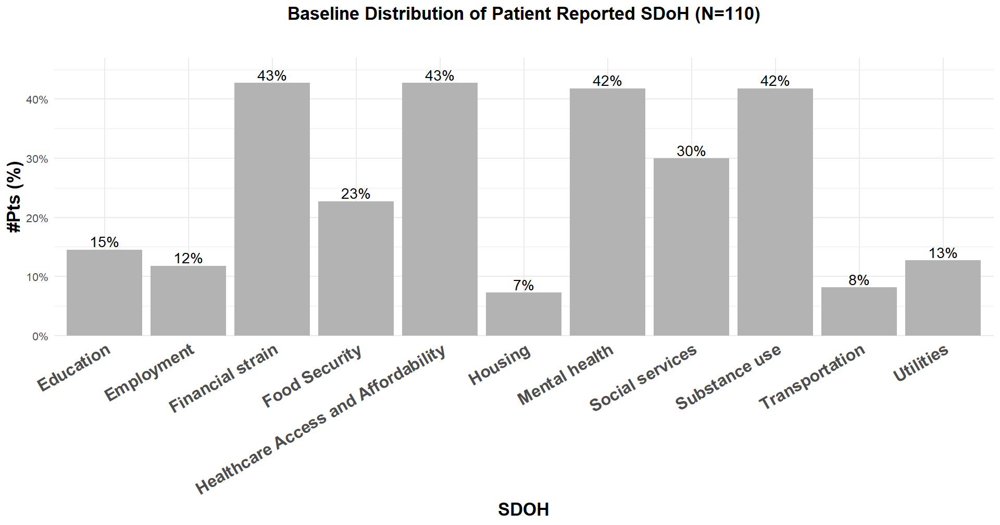 Baseline Distribution of Patient Reported SDoH (N=110)
#Pts (%)
40%
30%
20%
10%
0%
15%
12%
43%
23%
43%
7%
42%
30%
42%
8%
13%
Education
Employment
Financial strain
Food Security
Healthcare Access and Affordability
Housing
Mental health
Social services
Substance use
Transportation
Utilities
SDOH